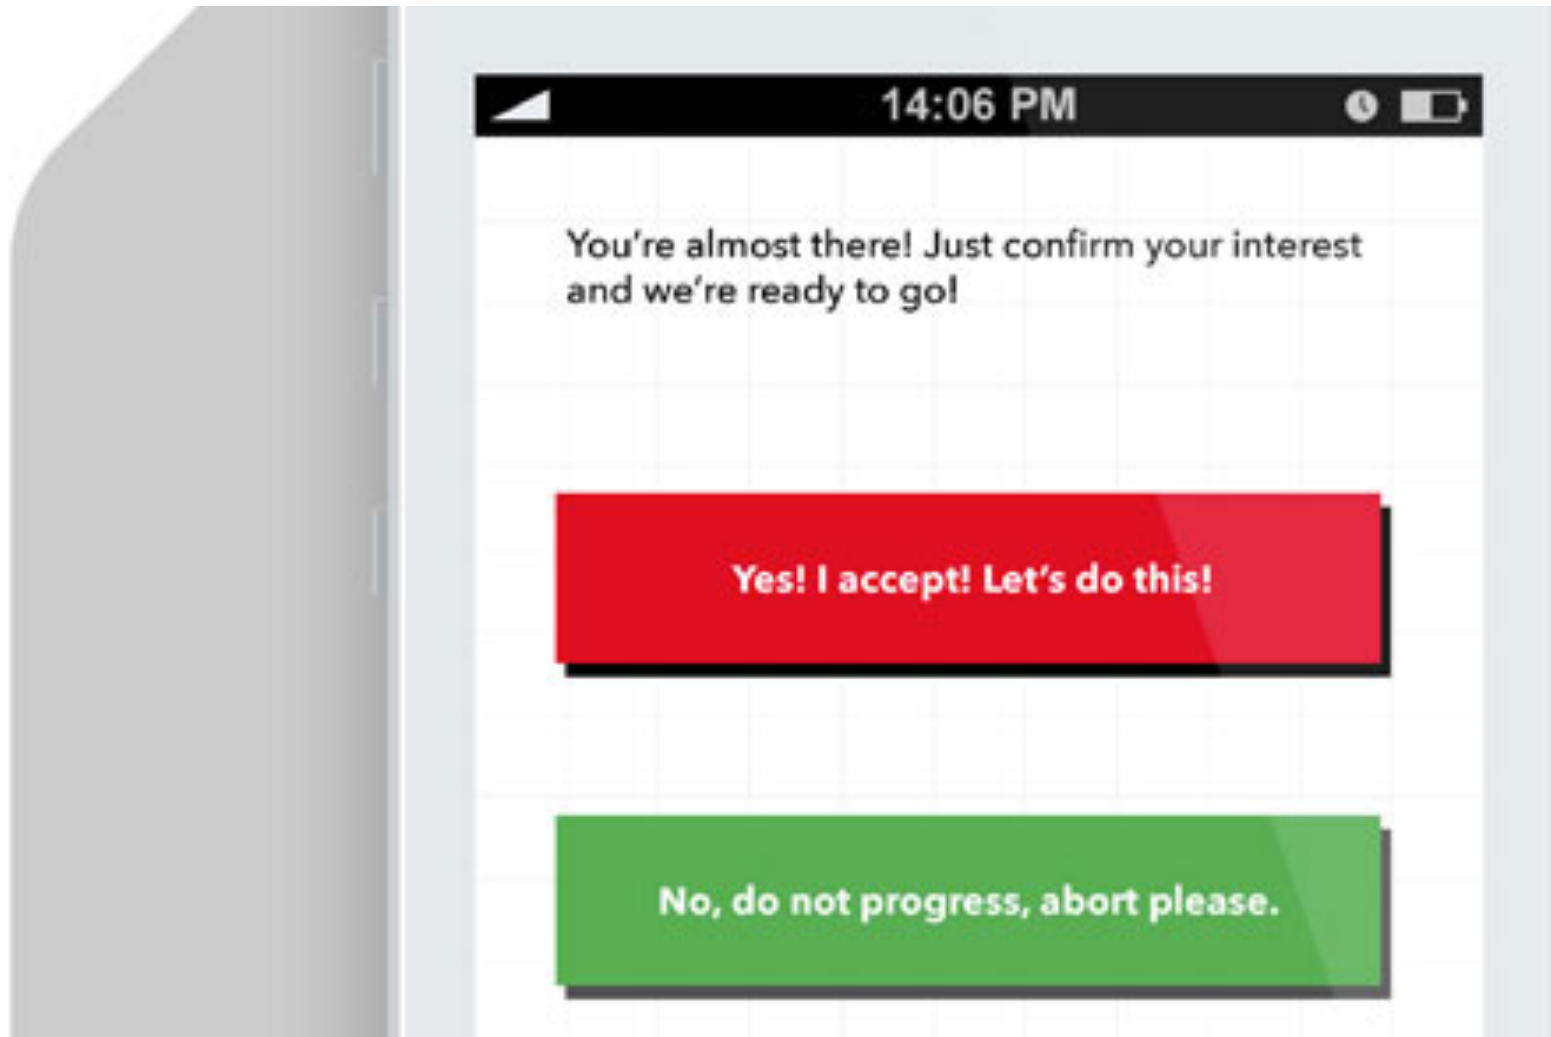 14:06 PM
You’re almost there! Just confirm your interest
and we’re ready to go!
Yes! I accept! Let’s do this!
No, do not progress, abort please.